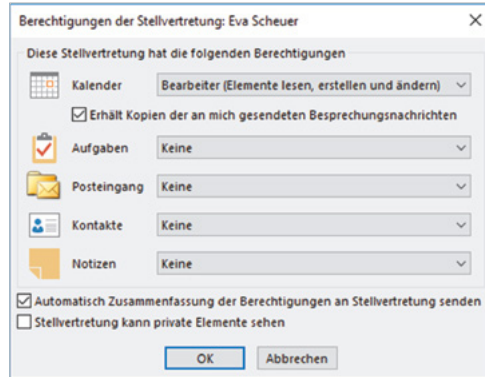 Berechtigungen der Stellvertretung: Eva Scheuer
Diese Stellvertretung hat die folgenden Berechtigungen
Kalender Bearbeiter (Elemente lesen, erstellen und ändern)
Erhält Kopien der an mich gesendeten Besprechungsnachrichten
Aufgaben Keine
Posteingang Keine
Kontakte Keine
Notizen Keine
Automatisch Zusammenfassung der Berechtigungen an Stellvertretung senden
Stellvertretung kann private Elemente sehen
OK Abbrechen